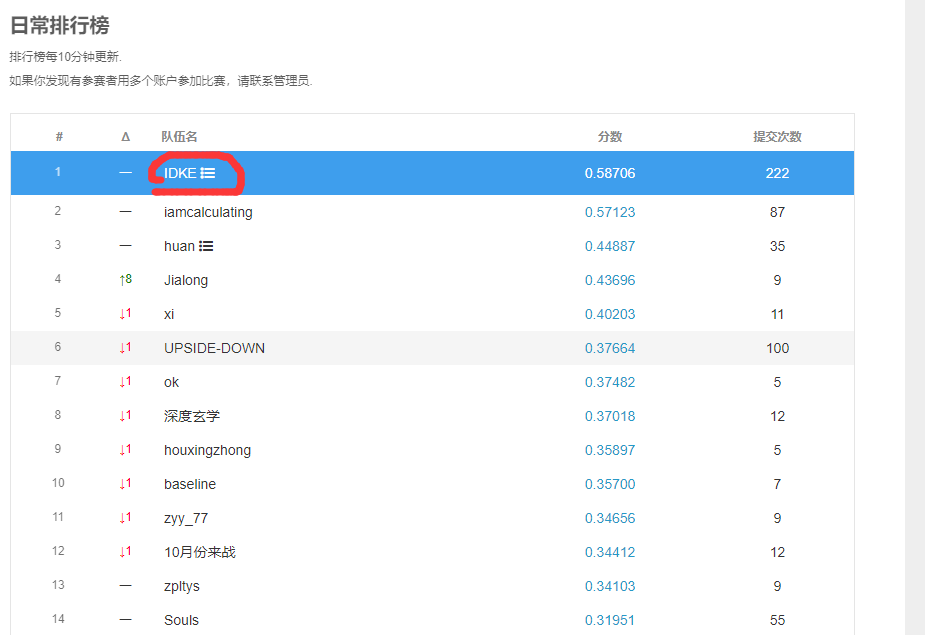 日常排行榜
排行榜每10分钟更新.
如果你发现有参赛者用多个账户参加比赛，请联系管理员.
# Δ 队伍名 分数 提交次数
1 — IDKE 0.58706 222
2 — iamcalculating 0.57123 87
3 — huan 0.44887 35
4 ↑8 Jialong 0.43696 9
5 ↓1 xi 0.40203 11
6 ↓1 UPSIDE-DOWN 0.37664 100
7 ↓1 ok 0.37482 5
8 ↓1 深度玄学 0.37018 12
9 ↓1 houxingzhong 0.35897 5
10 ↓1 baseline 0.35700 7
11 ↓1 zyy_77 0.34656 9
12 ↓1 10月份来战 0.34412 12
13 — zpltys 0.34103 9
14 — Souls 0.31951 55